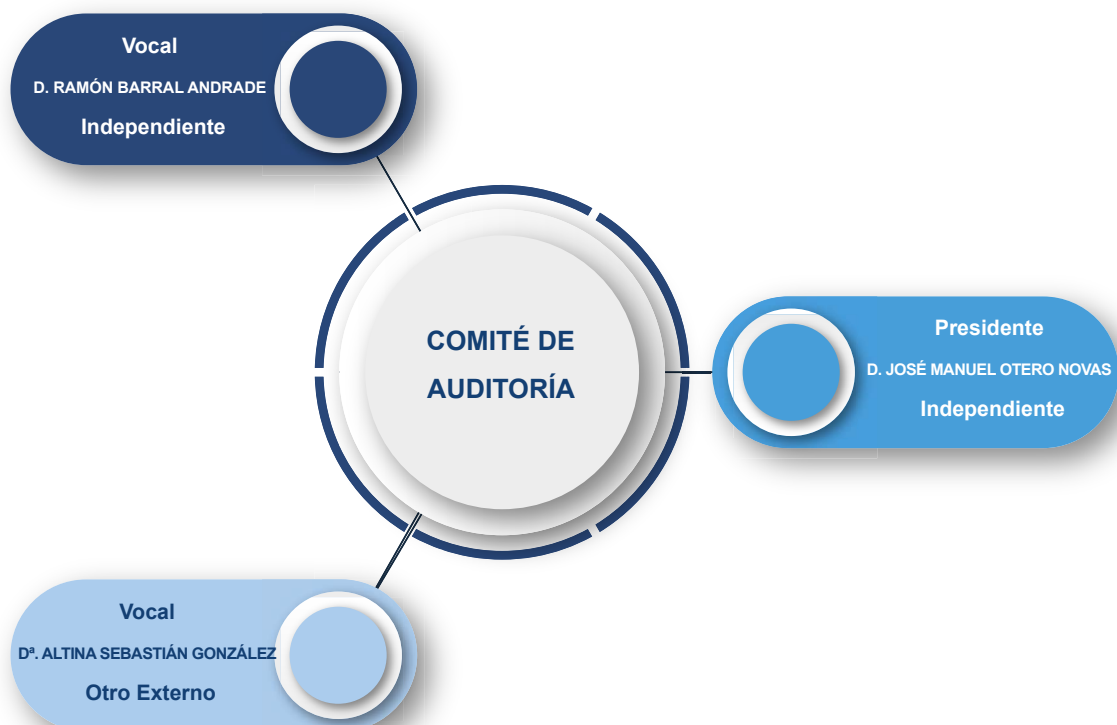 Vocal
D. RAMÓN BARRAL ANDRADE
Independiente
COMITÉ DE
AUDITORÍA
Presidente
D. JOSÉ MANUEL OTERO NOVAS
Independiente
Vocal
Dª. ALTINA SEBASTIÁN GONZÁLEZ
Otro Externo